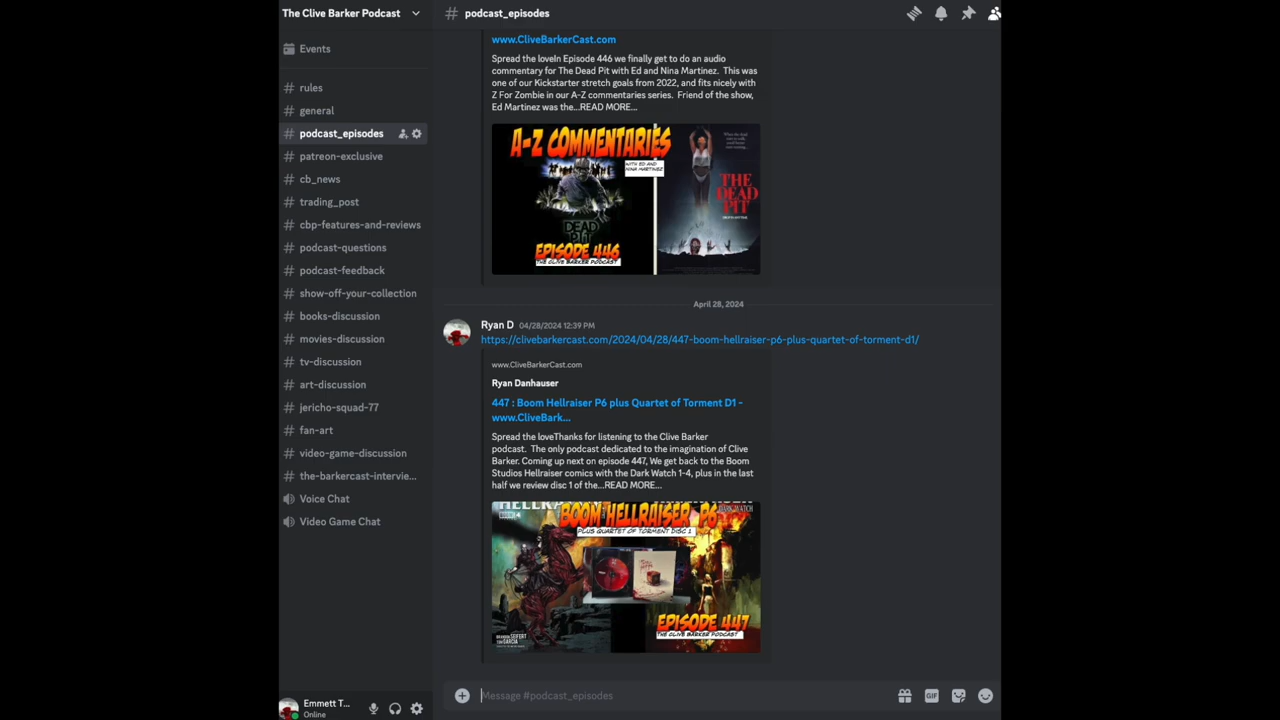 The Clive Barker Podcast
Events
# rules
# general
# podcast_episodes
# patreon-exclusive
# cb_news
# trading_post
# cbp-features-and-reviews
# podcast-questions
# podcast-feedback
# show-off-your-collection
# books-discussion
# movies-discussion
# tv-discussion
# art-discussion
# jericho-squad-77
# fan-art
# video-game-discussion
# the-barkercast-intervie...
Voice Chat
Video Game Chat
Emmett T...
Online
# podcast_episodes
www.CliveBarkerCast.com
Spread the loveIn Episode 446 we finally get to do an audio
commentary for The Dead Pit with Ed and Nina Martinez.  This was
one of our Kickstarter stretch goals from 2022, and fits nicely with
Z For Zombie in our A-Z commentaries series.  Friend of the show,
Ed Martinez was the...READ MORE...
A-Z COMMENTARIES
WITH ED AND
NINA MARTINEZ
DEAD
PIT
EPISODE 446
THE CLIVE BARKER PODCAST
THE
DEAD
PIT
April 28, 2024
Ryan D 04/28/2024 12:39 PM
https://clivebarkercast.com/2024/04/28/447-boom-hellraiser-p6-plus-quartet-of-torment-d1/
www.CliveBarkerCast.com
Ryan Danhauser
447 : Boom Hellraiser P6 plus Quartet of Torment D1 -
www.CliveBark...
Spread the loveThanks for listening to the Clive Barker
podcast.  The only podcast dedicated to the imagination of Clive
Barker. Coming up next on episode 447, We get back to the Boom
Studios Hellraiser comics with the Dark Watch 1-4, plus in the last
half we review disc 1 of the...READ MORE...
BOOM HELLRAISER P6
DARK WATCH
PLUS QUARTET OF TORMENT DISC 1
EPISODE 447
THE CLIVE BARKER PODCAST
BRANDON SEIFERT
TOM GARCIA
Message #podcast_episodes
GIF